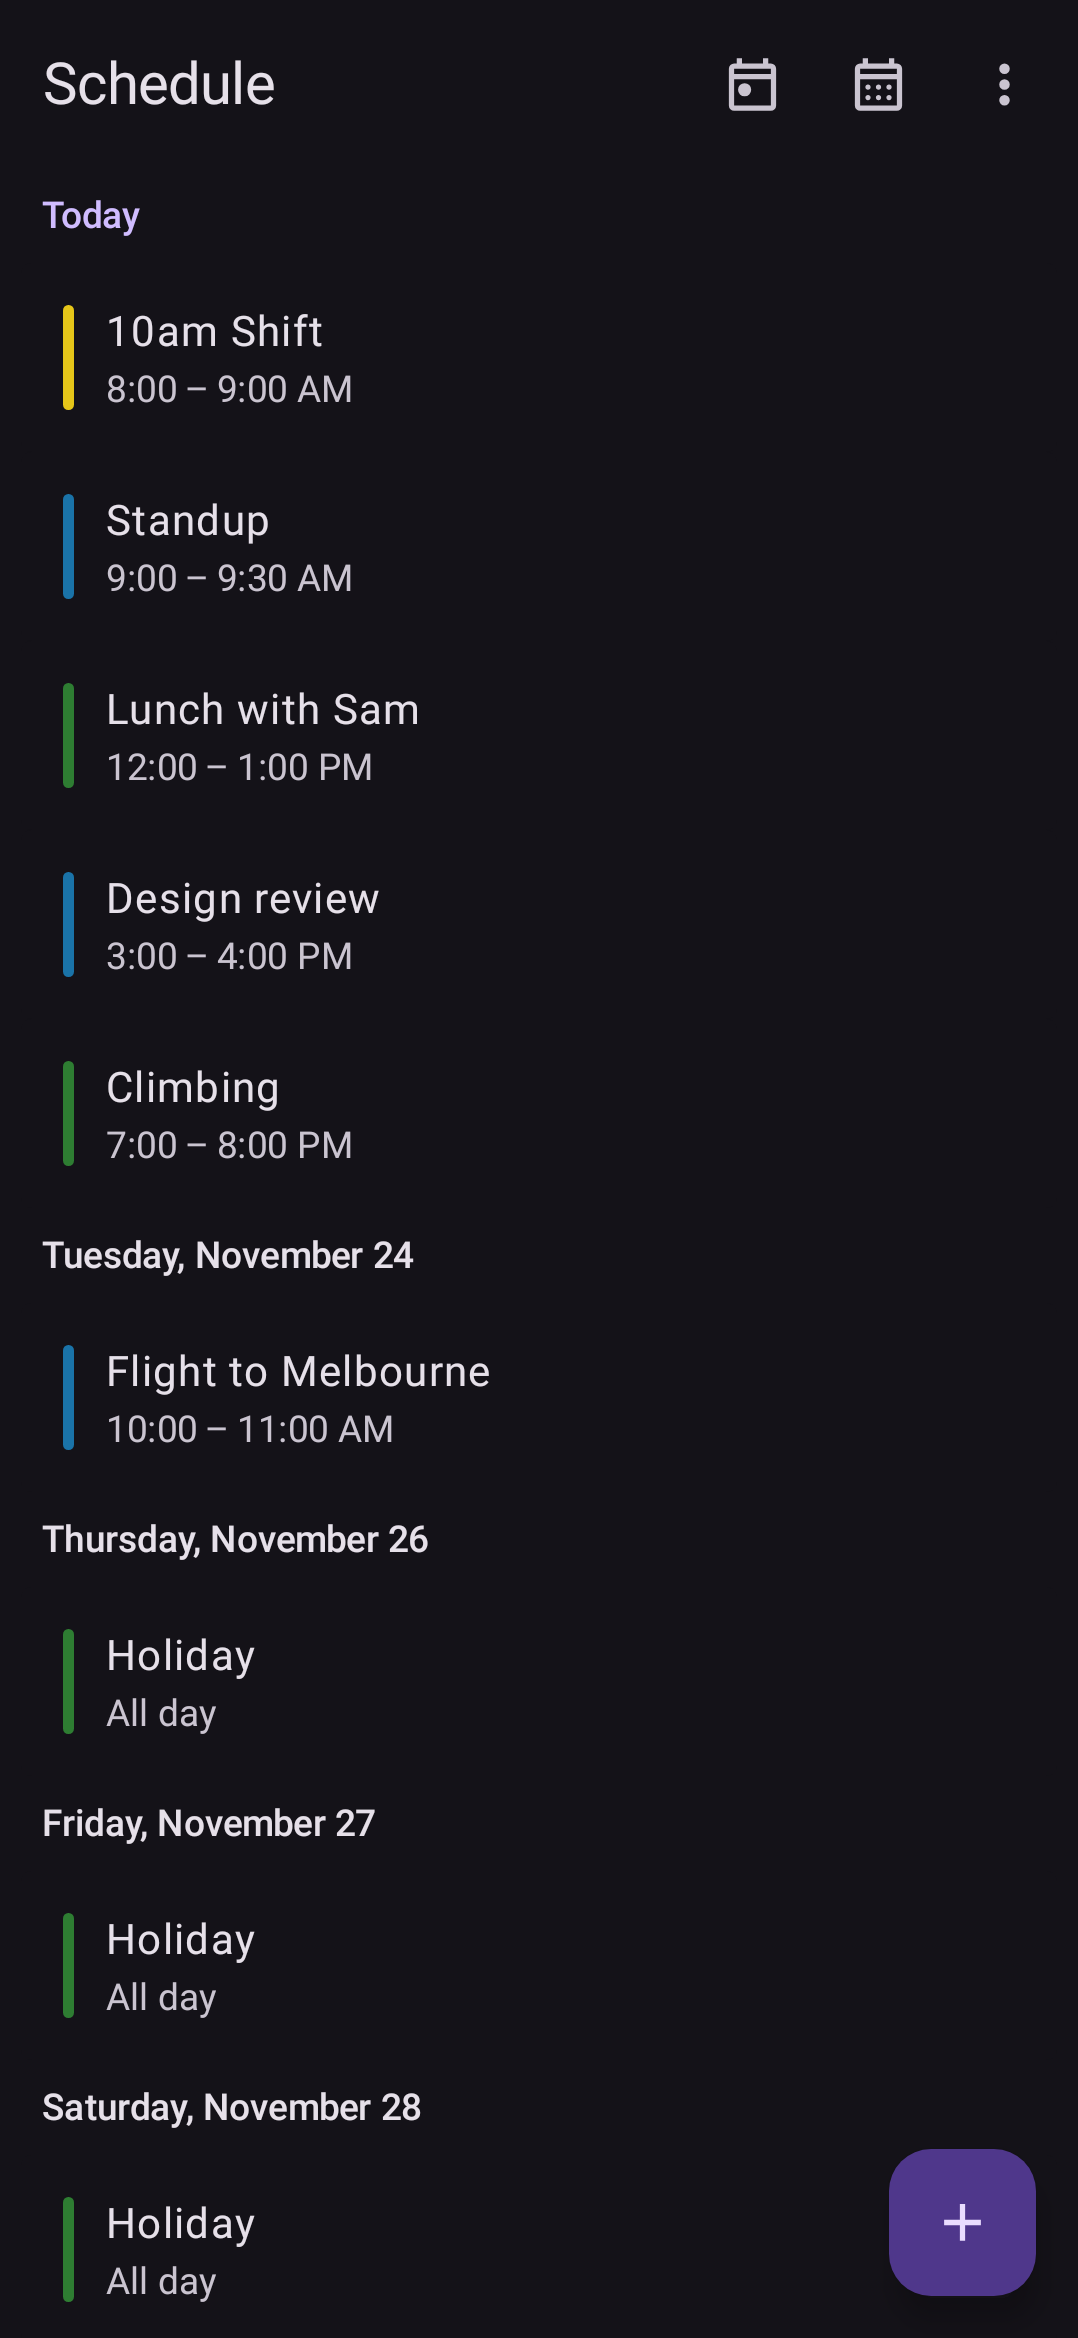 Schedule
Today
10am Shift
8:00 – 9:00 AM
Standup
9:00 – 9:30 AM
Lunch with Sam
12:00 – 1:00 PM
Design review
3:00 – 4:00 PM
Climbing
7:00 – 8:00 PM
Tuesday, November 24
Flight to Melbourne
10:00 – 11:00 AM
Thursday, November 26
Holiday
All day
Friday, November 27
Holiday
All day
Saturday, November 28
Holiday
All day